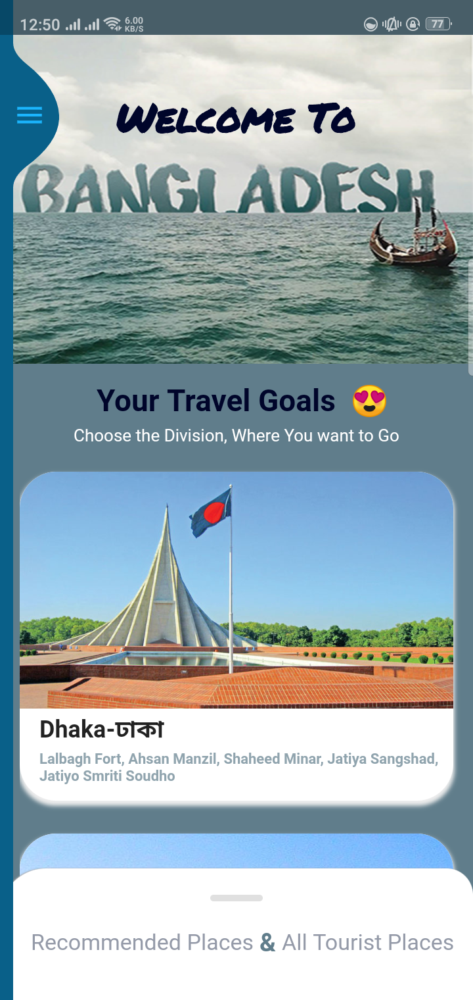 12:50 6.00 KB/S 77
WELCOME TO
BANGLADESH
Your Travel Goals 😍
Choose the Division, Where You want to Go
Dhaka-ঢাকা
Lalbagh Fort, Ahsan Manzil, Shaheed Minar, Jatiya Sangshad,
Jatiyo Smriti Soudho
Recommended Places & All Tourist Places